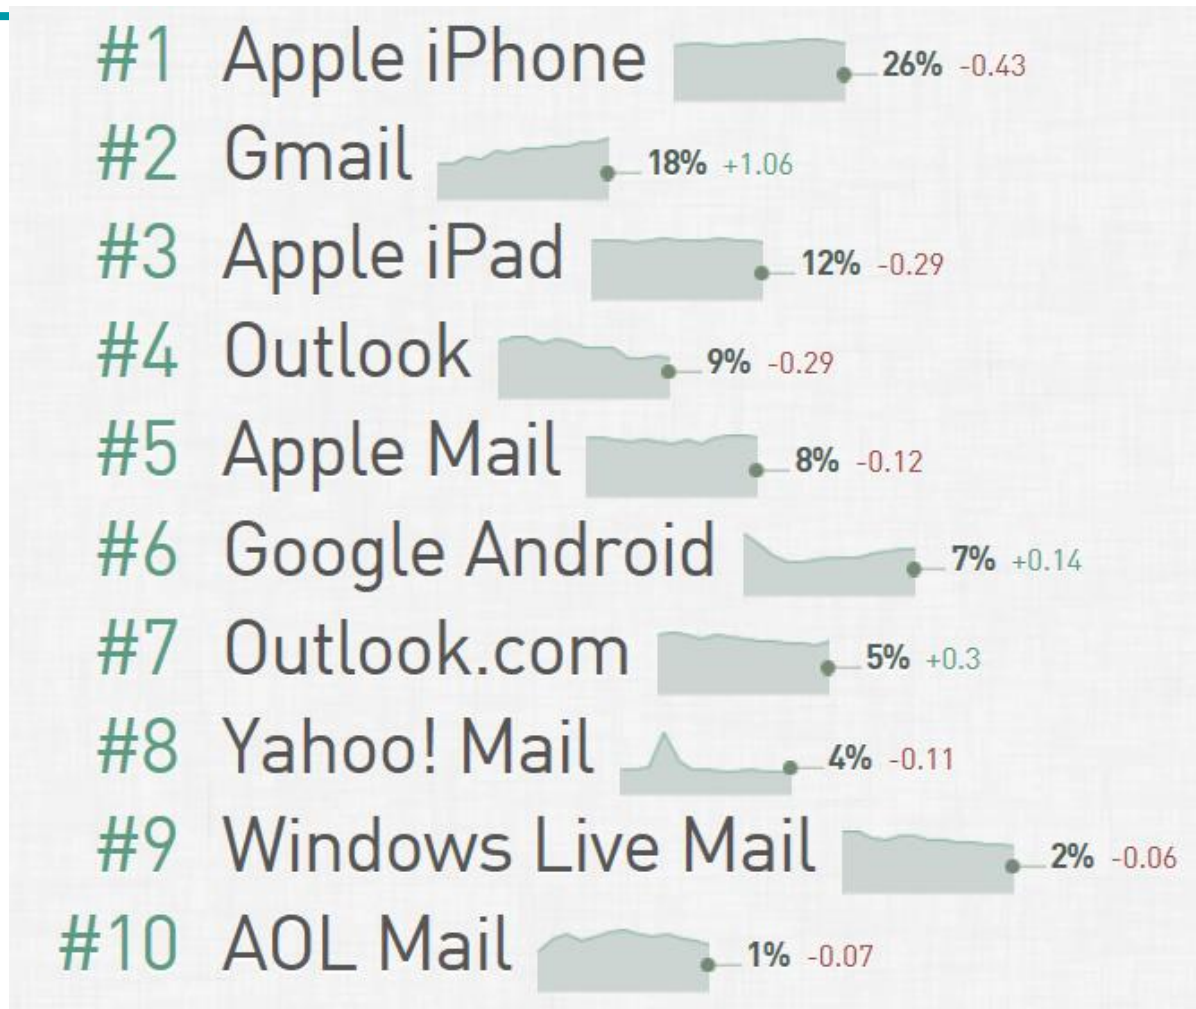 #1 Apple iPhone 26% -0.43
#2 Gmail 18% +1.06
#3 Apple iPad 12% -0.29
#4 Outlook 9% -0.29
#5 Apple Mail 8% -0.12
#6 Google Android 7% +0.14
#7 Outlook.com 5% +0.3
#8 Yahoo! Mail 4% -0.11
#9 Windows Live Mail 2% -0.06
#10 AOL Mail 1% -0.07